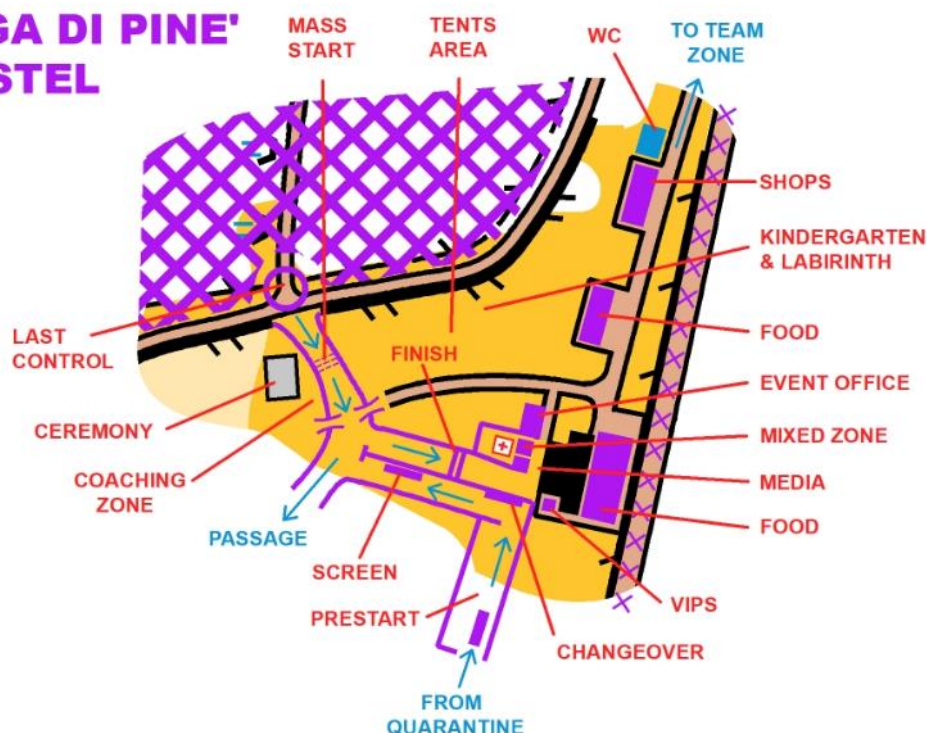 GA DI PINE'
STEL
MASS
START
TENTS
AREA
WC
TO TEAM
ZONE
SHOPS
KINDERGARTEN
& LABIRINTH
LAST
CONTROL
FINISH
FOOD
EVENT OFFICE
CEREMONY
MIXED ZONE
COACHING
ZONE
MEDIA
FOOD
PASSAGE
SCREEN
PRESTART
VIPS
CHANGEOVER
FROM
QUARANTINE